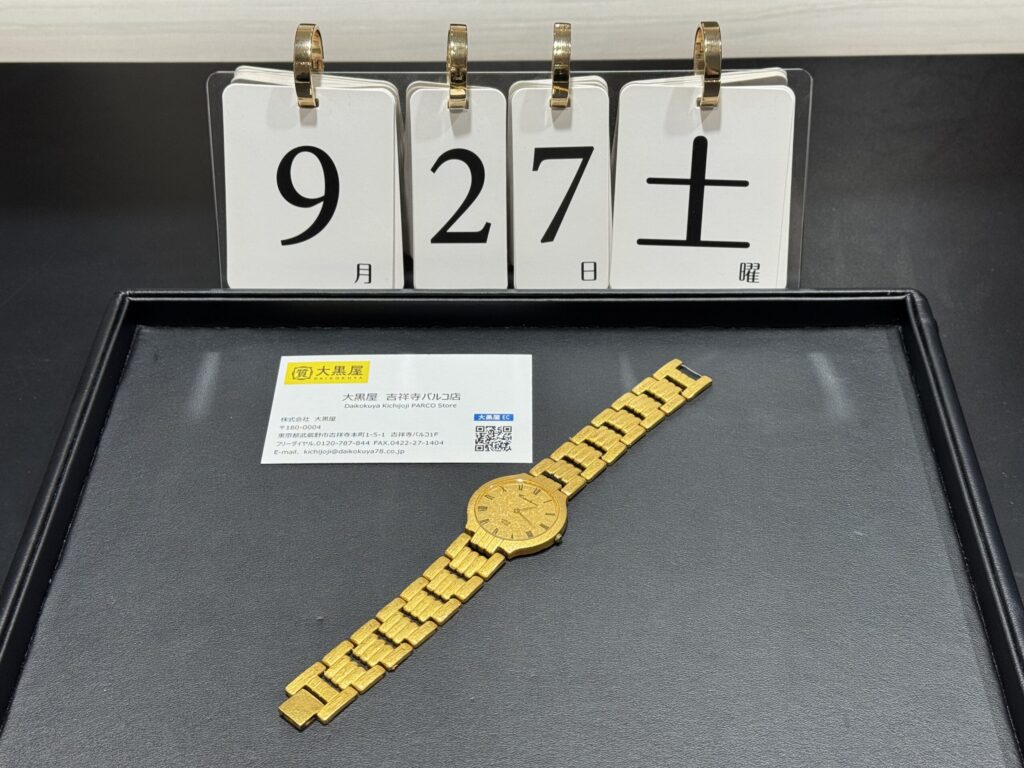 9月
27日
土曜
質 大黒屋
DAIKOKUYA
大黒屋 吉祥寺パルコ店
Daikokuya Kichijoji PARCO Store
株式会社 大黒屋
大黒屋 EC
〒180-0004
東京都武蔵野市吉祥寺本町1-5-1 吉祥寺パルコ1F
フリーダイヤル.0120-787-844 FAX.0422-27-1404
E-mail. kichijoji@daikokuya78.co.jp